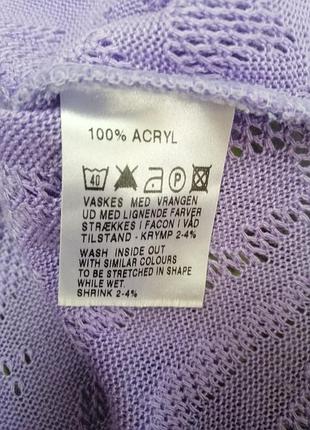 100% ACRYL
40 P
VASKES MED VRANGEN
UD MED LIGNENDE FARVER
STRÆKKES I FACON I VÅD
TILSTAND - KRYMP 2-4%
WASH INSIDE OUT
WITH SIMILAR COLOURS
TO BE STRETCHED IN SHAPE
WHILE WET.
SHRINK 2-4%